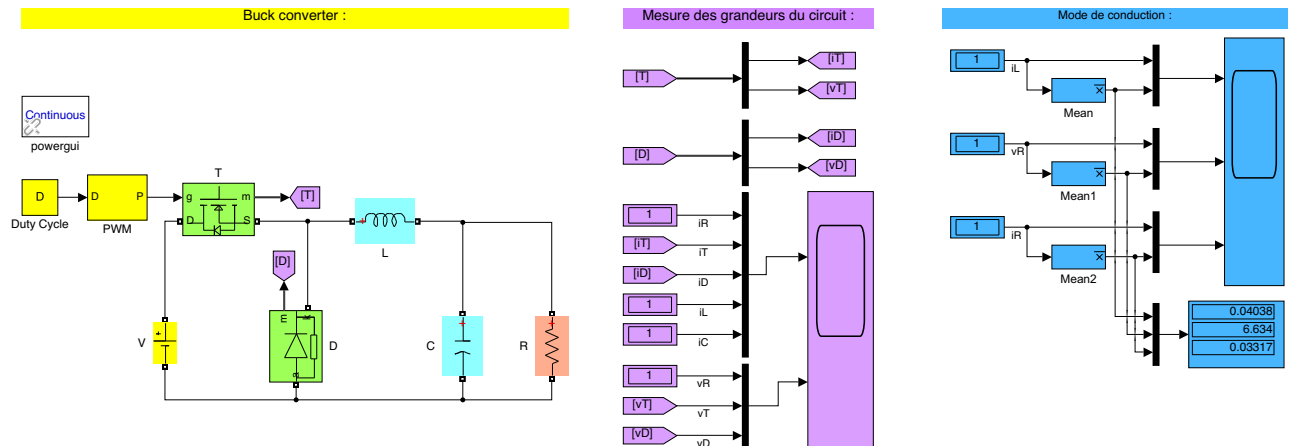 Buck converter :
Continuous
powergui
D
Duty Cycle
D
P
PWM
T
g
m
D
S
[T]
L
[D]
V
m
k
a
D
C
R
Mesure des grandeurs du circuit :
[T]
[iT]
[vT]
[D]
[iD]
[vD]
1
iR
[iT]
iT
[iD]
iD
1
iL
1
iC
1
vR
[vT]
vT
[vD]
vD
Mode de conduction :
1
iL
x
Mean
1
vR
x
Mean1
1
iR
x
Mean2
0.04038
6.634
0.03317